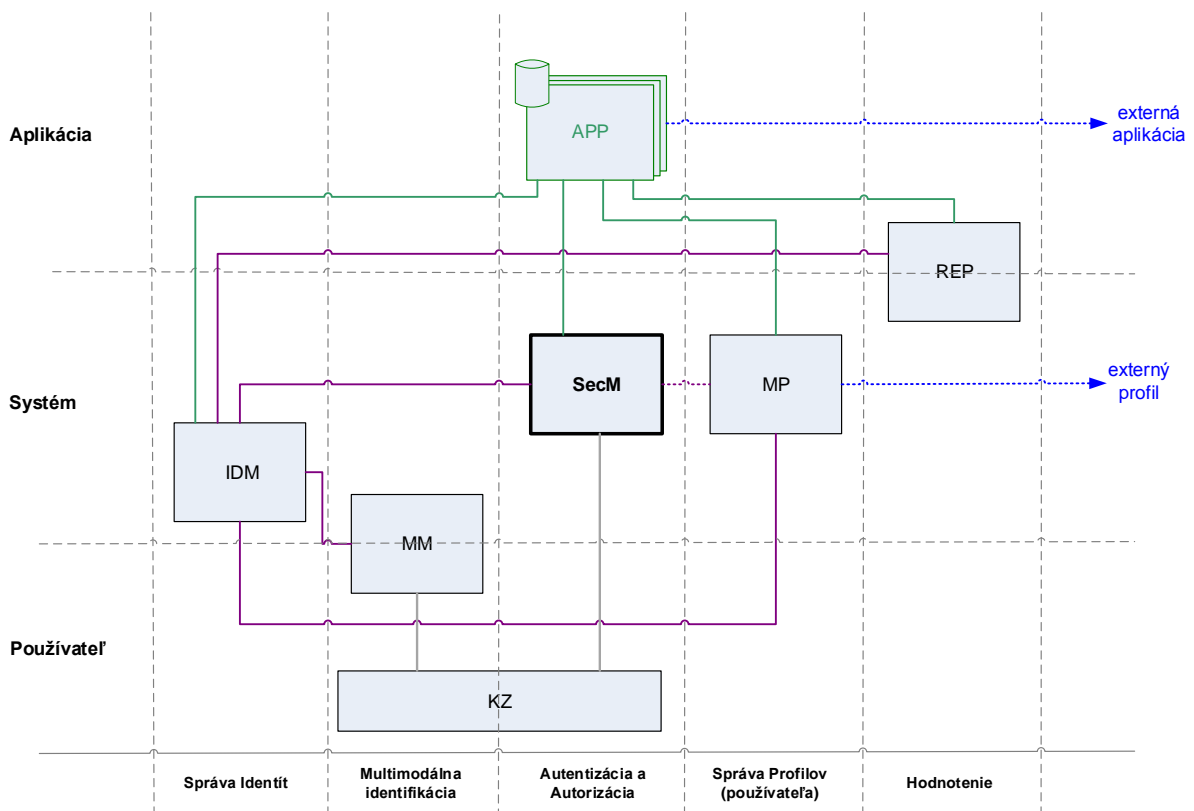 externá
aplikácia
Aplikácia
APP
REP
SecM
MP
externý
profil
Systém
IDM
MM
Používateľ
KZ
Správa Identít
Multimodálna
identifikácia
Autentizácia a
Autorizácia
Správa Profilov
(používateľa)
Hodnotenie